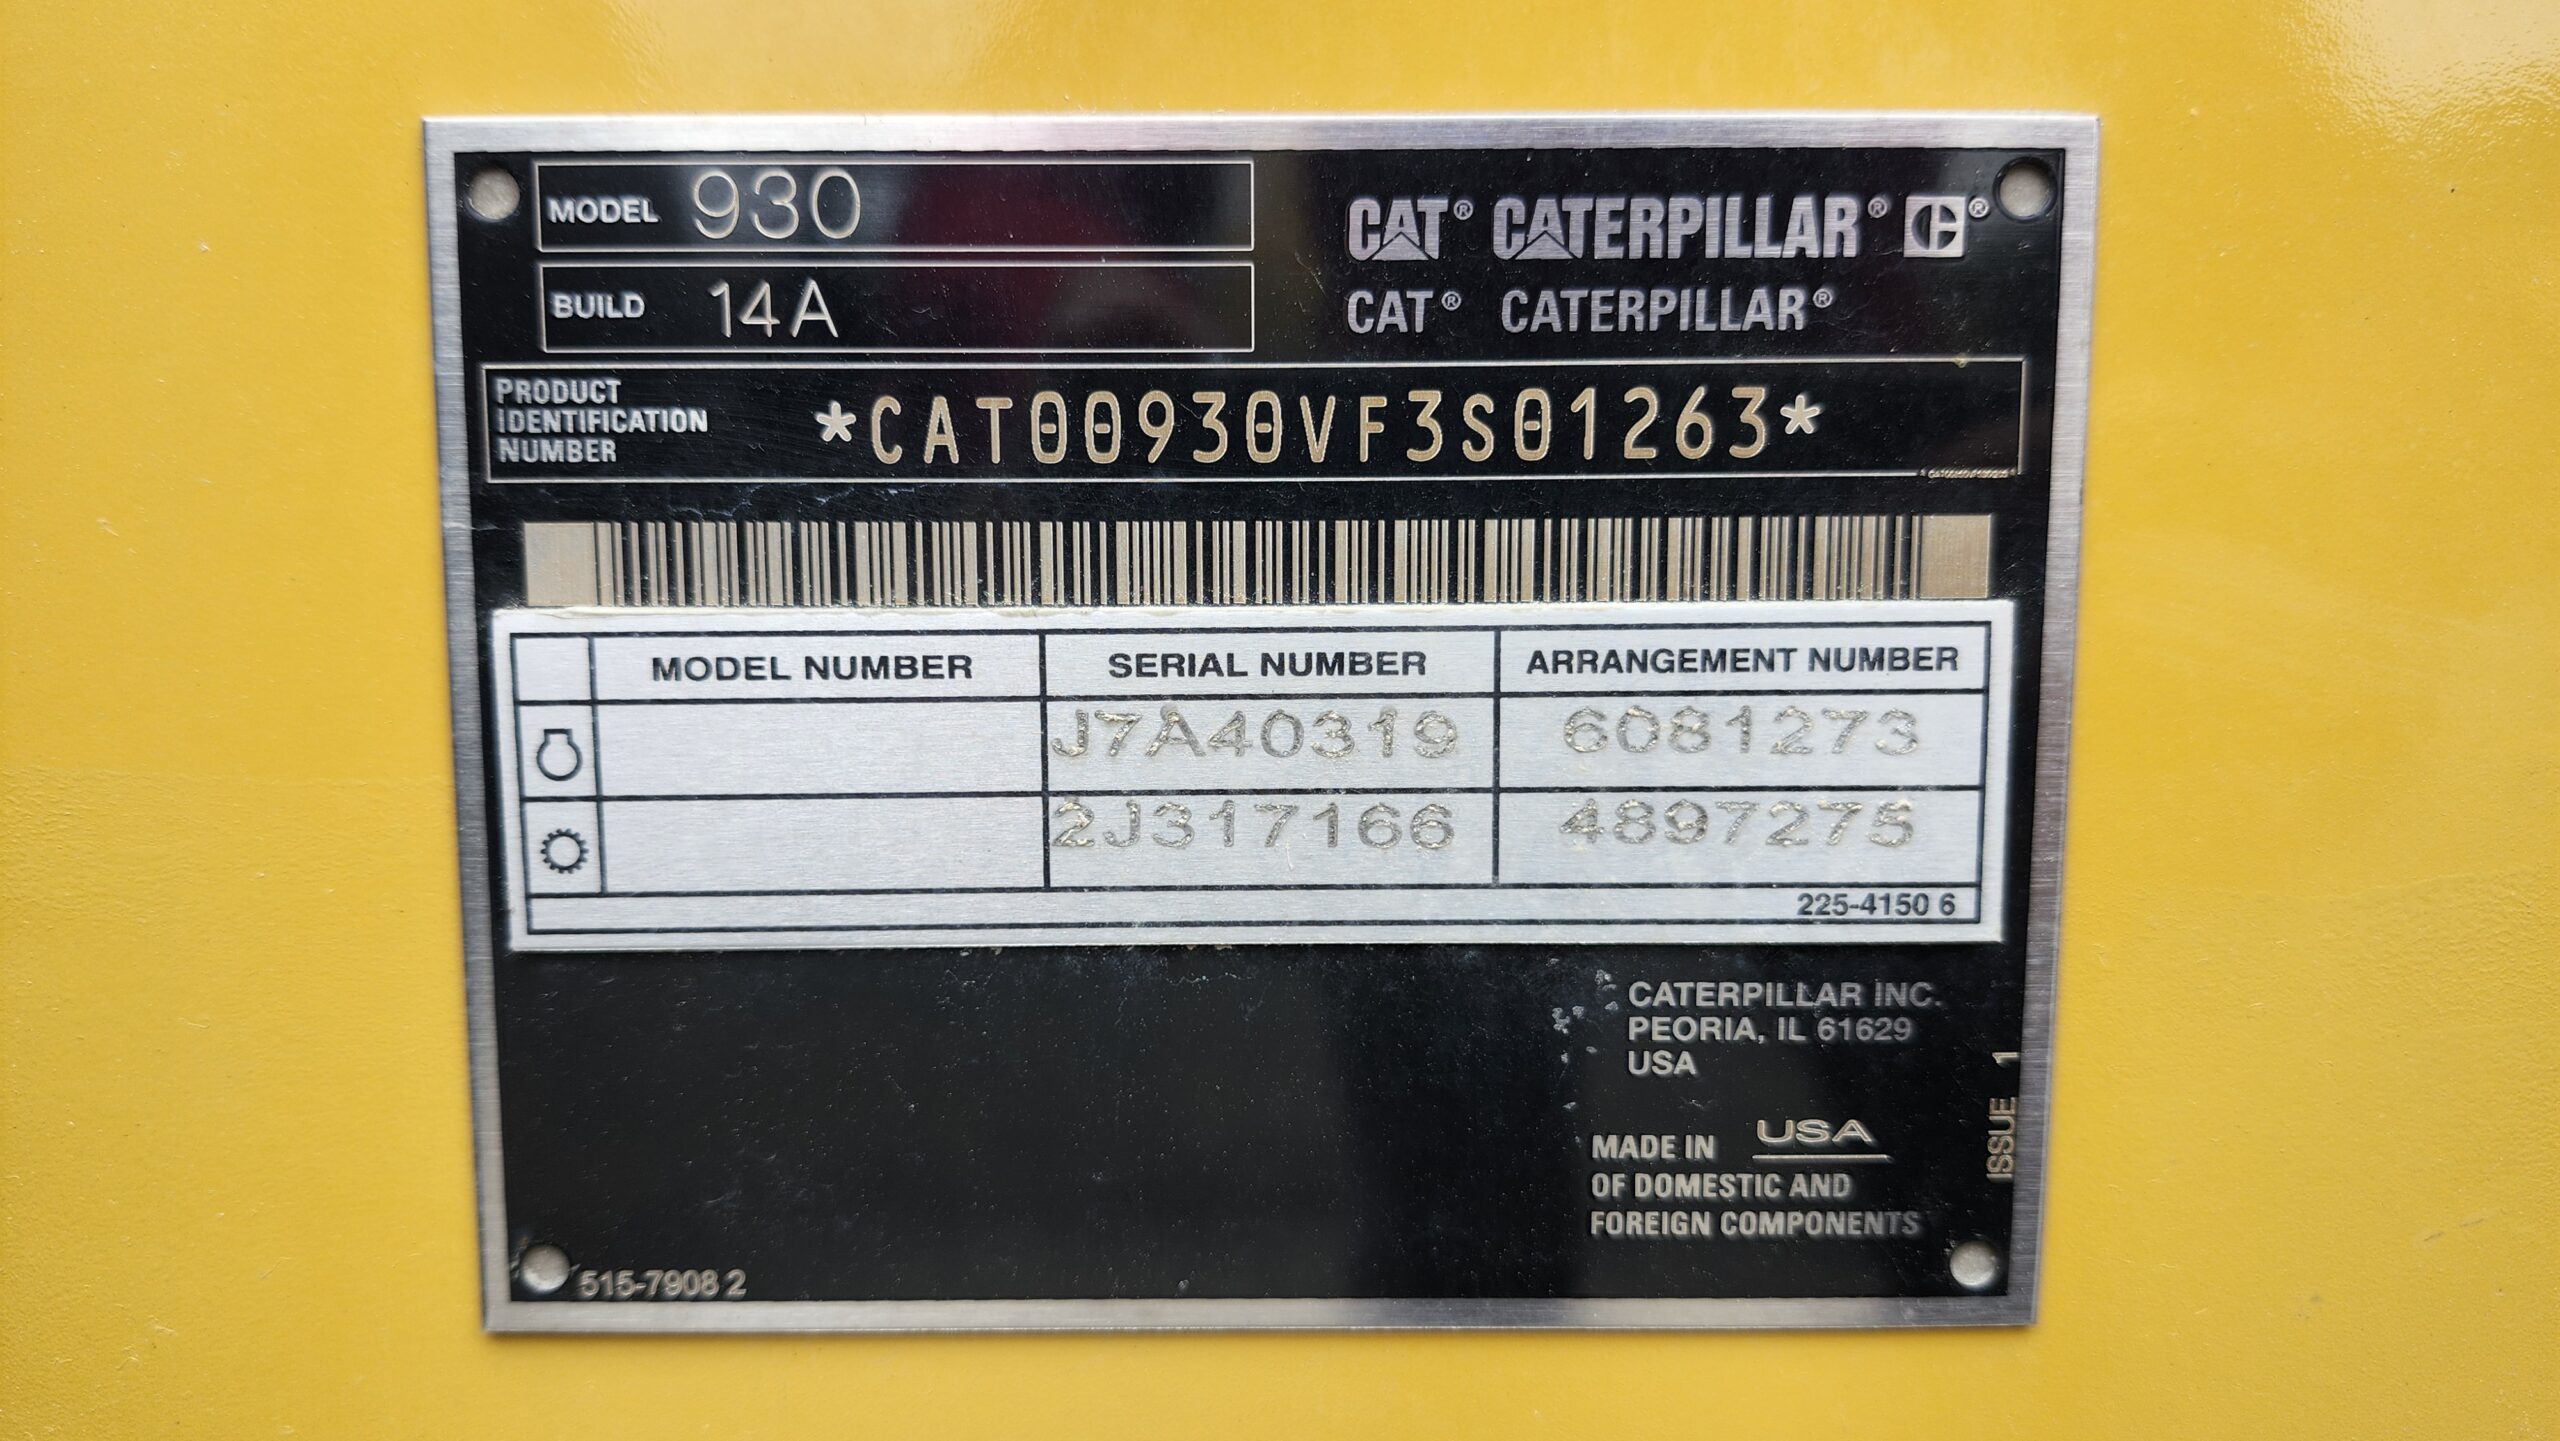 MODEL 930
BUILD 14A
CAT® CATERPILLAR® ®
CAT® CATERPILLAR®
PRODUCT
IDENTIFICATION
NUMBER
*CAT00930VF3S01263*
MODEL NUMBER SERIAL NUMBER ARRANGEMENT NUMBER
J7A40319 6081273
2J317166 4897275
225-4150 6
CATERPILLAR INC.
PEORIA, IL 61629
USA
MADE IN USA
OF DOMESTIC AND
FOREIGN COMPONENTS
ISSUE 1
515-7908 2